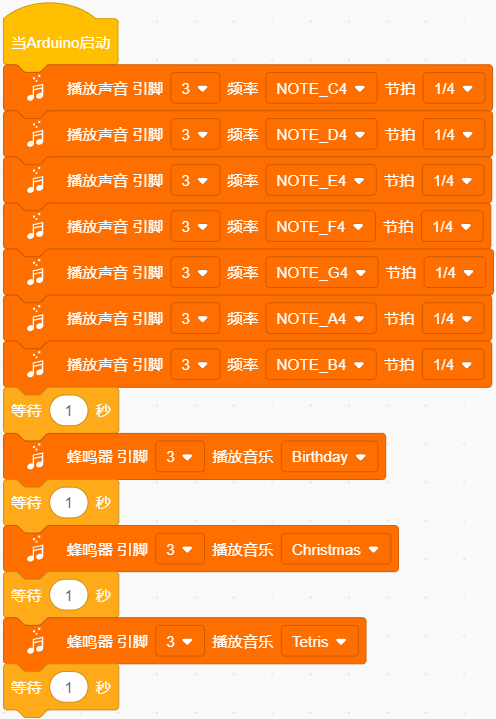 当Arduino启动
播放声音 引脚 3 频率 NOTE_C4 节拍 1/4
播放声音 引脚 3 频率 NOTE_D4 节拍 1/4
播放声音 引脚 3 频率 NOTE_E4 节拍 1/4
播放声音 引脚 3 频率 NOTE_F4 节拍 1/4
播放声音 引脚 3 频率 NOTE_G4 节拍 1/4
播放声音 引脚 3 频率 NOTE_A4 节拍 1/4
播放声音 引脚 3 频率 NOTE_B4 节拍 1/4
等待 1 秒
蜂鸣器 引脚 3 播放音乐 Birthday
等待 1 秒
蜂鸣器 引脚 3 播放音乐 Christmas
等待 1 秒
蜂鸣器 引脚 3 播放音乐 Tetris
等待 1 秒